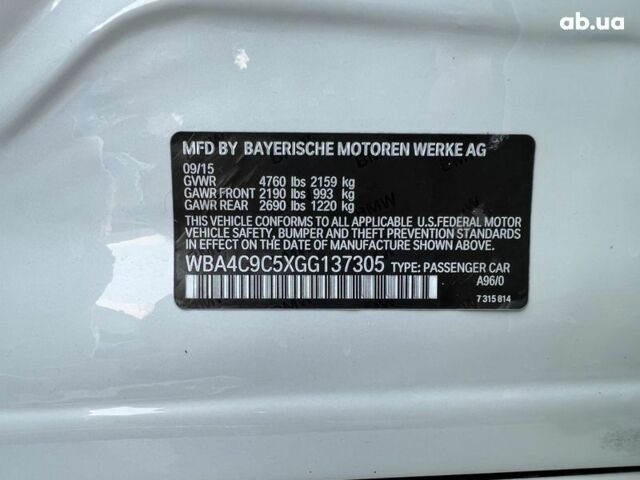 ab.ua
MFD BY BAYERISCHE MOTOREN WERKE AG
09/15
GVWR 4760 lbs 2159 kg
GAWR FRONT 2190 lbs 993 kg
GAWR REAR 2690 lbs 1220 kg
THIS VEHICLE CONFORMS TO ALL APPLICABLE U.S.FEDERAL MOTOR
VEHICLE SAFETY, BUMPER AND THEFT PREVENTION STANDARDS IN
EFFECT ON THE DATE OF MANUFACTURE SHOWN ABOVE.
WBA4C9C5XGG137305 TYPE: PASSENGER CAR
A96/0
7 315 814